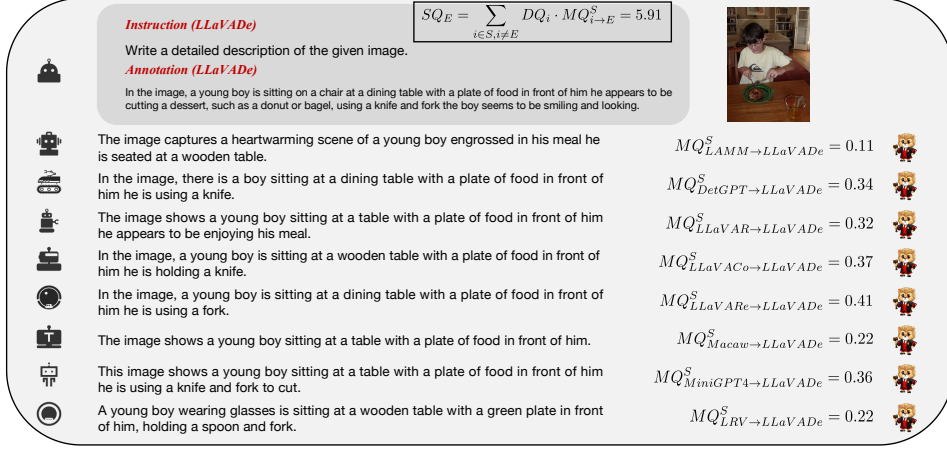 Instruction (LLaVADe)
SQ_E = ∑_{i∈S,i≠E} DQ_i · MQ^S_{i→E} = 5.91
Write a detailed description of the given image.
Annotation (LLaVADe)
In the image, a young boy is sitting on a chair at a dining table with a plate of food in front of him he appears to be
cutting a dessert, such as a donut or bagel, using a knife and fork the boy seems to be smiling and looking.
The image captures a heartwarming scene of a young boy engrossed in his meal he
is seated at a wooden table.
MQ^S_{LAMM→LLaVADe} = 0.11
In the image, there is a boy sitting at a dining table with a plate of food in front of
him he is using a knife.
MQ^S_{DetGPT→LLaVADe} = 0.34
The image shows a young boy sitting at a table with a plate of food in front of him
he appears to be enjoying his meal.
MQ^S_{LLaVAR→LLaVADe} = 0.32
In the image, a young boy is sitting at a wooden table with a plate of food in front of
him he is holding a knife.
MQ^S_{LLaVACo→LLaVADe} = 0.37
In the image, a young boy is sitting at a dining table with a plate of food in front of
him he is using a fork.
MQ^S_{LLaVARe→LLaVADe} = 0.41
The image shows a young boy sitting at a table with a plate of food in front of him.
MQ^S_{Macaw→LLaVADe} = 0.22
This image shows a young boy sitting at a table with a plate of food in front of him
he is using a knife and fork to cut.
MQ^S_{MiniGPT4→LLaVADe} = 0.36
A young boy wearing glasses is sitting at a wooden table with a green plate in front
of him, holding a spoon and fork.
MQ^S_{LRV→LLaVADe} = 0.22